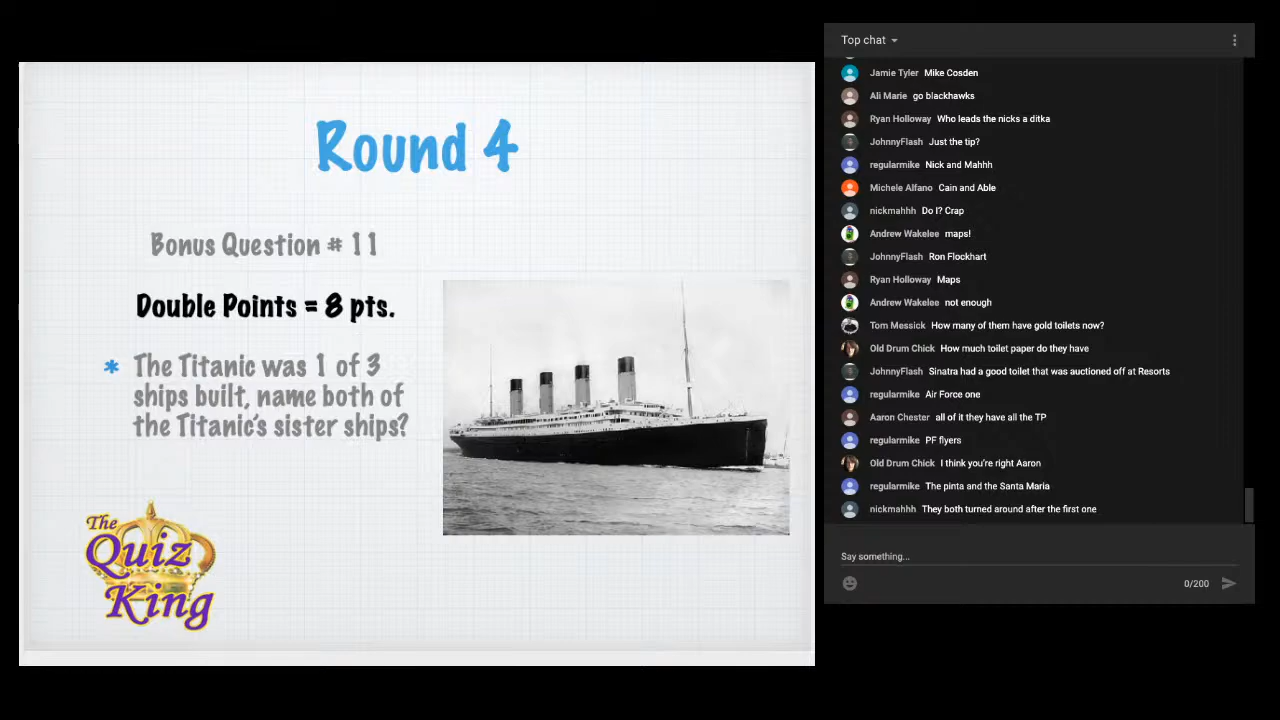 Round 4
Bonus Question # 11
Double Points = 8 pts.
* The Titanic was 1 of 3
ships built, name both of
the Titanic's sister ships?
The
Quiz
King
Top chat
Jamie Tyler Mike Cosden
Ali Marie go blackhawks
Ryan Holloway Who leads the nicks a ditka
JohnnyFlash Just the tip?
regularmike Nick and Mahhh
Michele Alfano Cain and Able
nickmahhh Do I? Crap
Andrew Wakelee maps!
JohnnyFlash Ron Flockhart
Ryan Holloway Maps
Andrew Wakelee not enough
Tom Messick How many of them have gold toilets now?
Old Drum Chick How much toilet paper do they have
JohnnyFlash Sinatra had a good toilet that was auctioned off at Resorts
regularmike Air Force one
Aaron Chester all of it they have all the TP
regularmike PF flyers
Old Drum Chick I think you're right Aaron
regularmike The pinta and the Santa Maria
nickmahhh They both turned around after the first one
Say something...
0/200